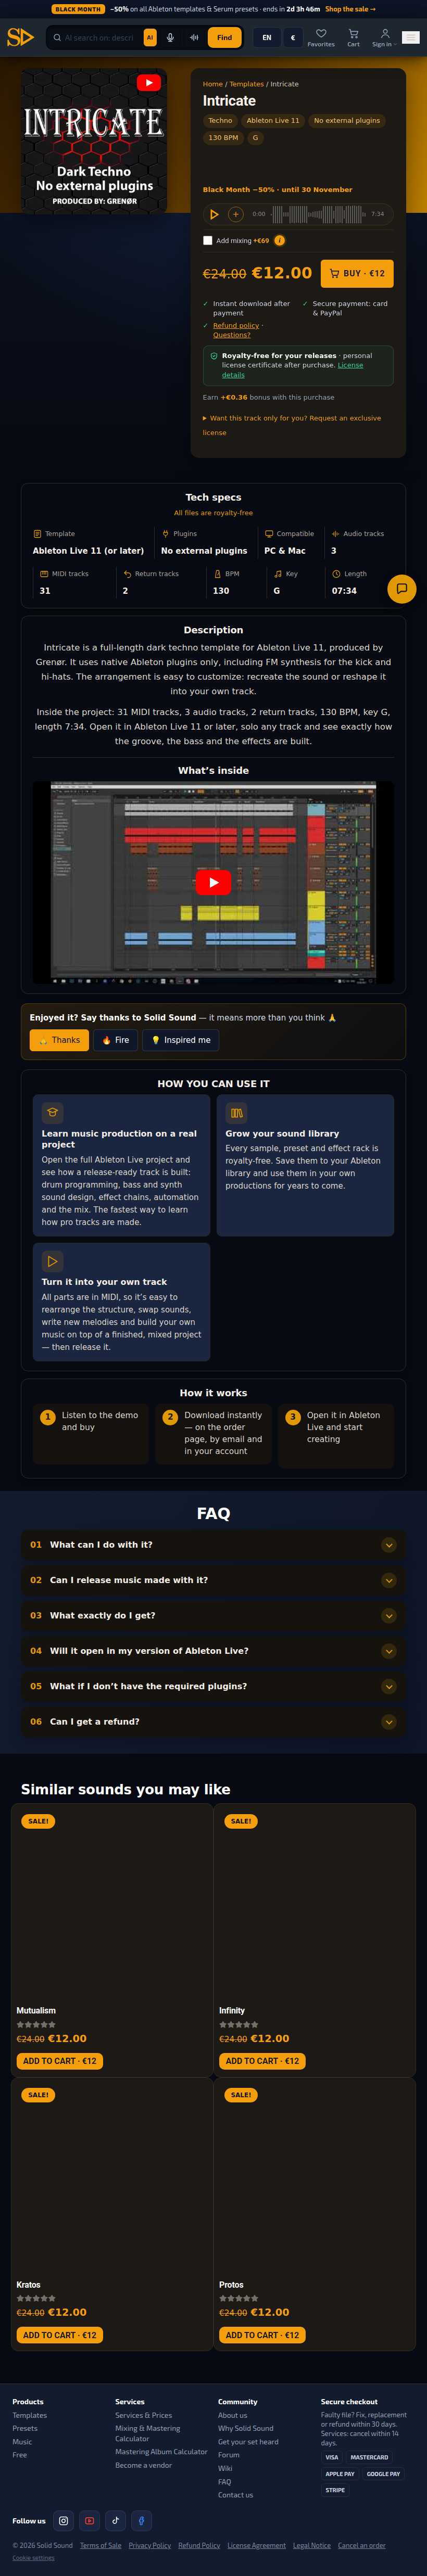 BLACK MONTH −50% on all Ableton templates & Serum presets · ends in 2d 3h 46m Shop the sale →
AI search on: descri
AI
Find
EN
€
Favorites
Cart
Sign in
INTRICATE
Dark Techno
No external plugins
PRODUCED BY: GRENØR
Home / Templates / Intricate
Intricate
Techno
Ableton Live 11
No external plugins
130 BPM
G
Black Month −50% · until 30 November
0:00
7:34
Add mixing +€69
i
€24.00 €12.00
BUY · €12
✓ Instant download after
payment
✓ Secure payment: card
& PayPal
✓ Refund policy ·
Questions?
Royalty-free for your releases · personal
license certificate after purchase. License
details
Earn +€0.36 bonus with this purchase
Want this track only for you? Request an exclusive
license
Tech specs
All files are royalty-free
Template
Ableton Live 11 (or later)
Plugins
No external plugins
Compatible
PC & Mac
Audio tracks
3
MIDI tracks
31
Return tracks
2
BPM
130
Key
G
Length
07:34
Description
Intricate is a full-length dark techno template for Ableton Live 11, produced by
Grenør. It uses native Ableton plugins only, including FM synthesis for the kick and
hi-hats. The arrangement is easy to customize: recreate the sound or reshape it
into your own track.
Inside the project: 31 MIDI tracks, 3 audio tracks, 2 return tracks, 130 BPM, key G,
length 7:34. Open it in Ableton Live 11 or later, solo any track and see exactly how
the groove, the bass and the effects are built.
What’s inside
Enjoyed it? Say thanks to Solid Sound — it means more than you think 🙏
🙏 Thanks
🔥 Fire
💡 Inspired me
HOW YOU CAN USE IT
Learn music production on a real
project
Open the full Ableton Live project and
see how a release-ready track is built:
drum programming, bass and synth
sound design, effect chains, automation
and the mix. The fastest way to learn
how pro tracks are made.
Grow your sound library
Every sample, preset and effect rack is
royalty-free. Save them to your Ableton
library and use them in your own
productions for years to come.
Turn it into your own track
All parts are in MIDI, so it’s easy to
rearrange the structure, swap sounds,
write new melodies and build your own
music on top of a finished, mixed project
— then release it.
How it works
1 Listen to the demo
and buy
2 Download instantly
— on the order
page, by email and
in your account
3 Open it in Ableton
Live and start
creating
FAQ
01 What can I do with it?
02 Can I release music made with it?
03 What exactly do I get?
04 Will it open in my version of Ableton Live?
05 What if I don’t have the required plugins?
06 Can I get a refund?
Similar sounds you may like
SALE!
Mutualism
€24.00 €12.00
ADD TO CART · €12
SALE!
Infinity
€24.00 €12.00
ADD TO CART · €12
SALE!
Kratos
€24.00 €12.00
ADD TO CART · €12
SALE!
Protos
€24.00 €12.00
ADD TO CART · €12
Products
Templates
Presets
Music
Free
Services
Services & Prices
Mixing & Mastering
Calculator
Mastering Album Calculator
Become a vendor
Community
About us
Why Solid Sound
Get your set heard
Forum
Wiki
FAQ
Contact us
Secure checkout
Faulty file? Fix, replacement
or refund within 30 days.
Services: cancel within 14
days.
VISA
MASTERCARD
APPLE PAY
GOOGLE PAY
STRIPE
Follow us
© 2026 Solid Sound Terms of Sale Privacy Policy Refund Policy License Agreement Legal Notice Cancel an order
Cookie settings